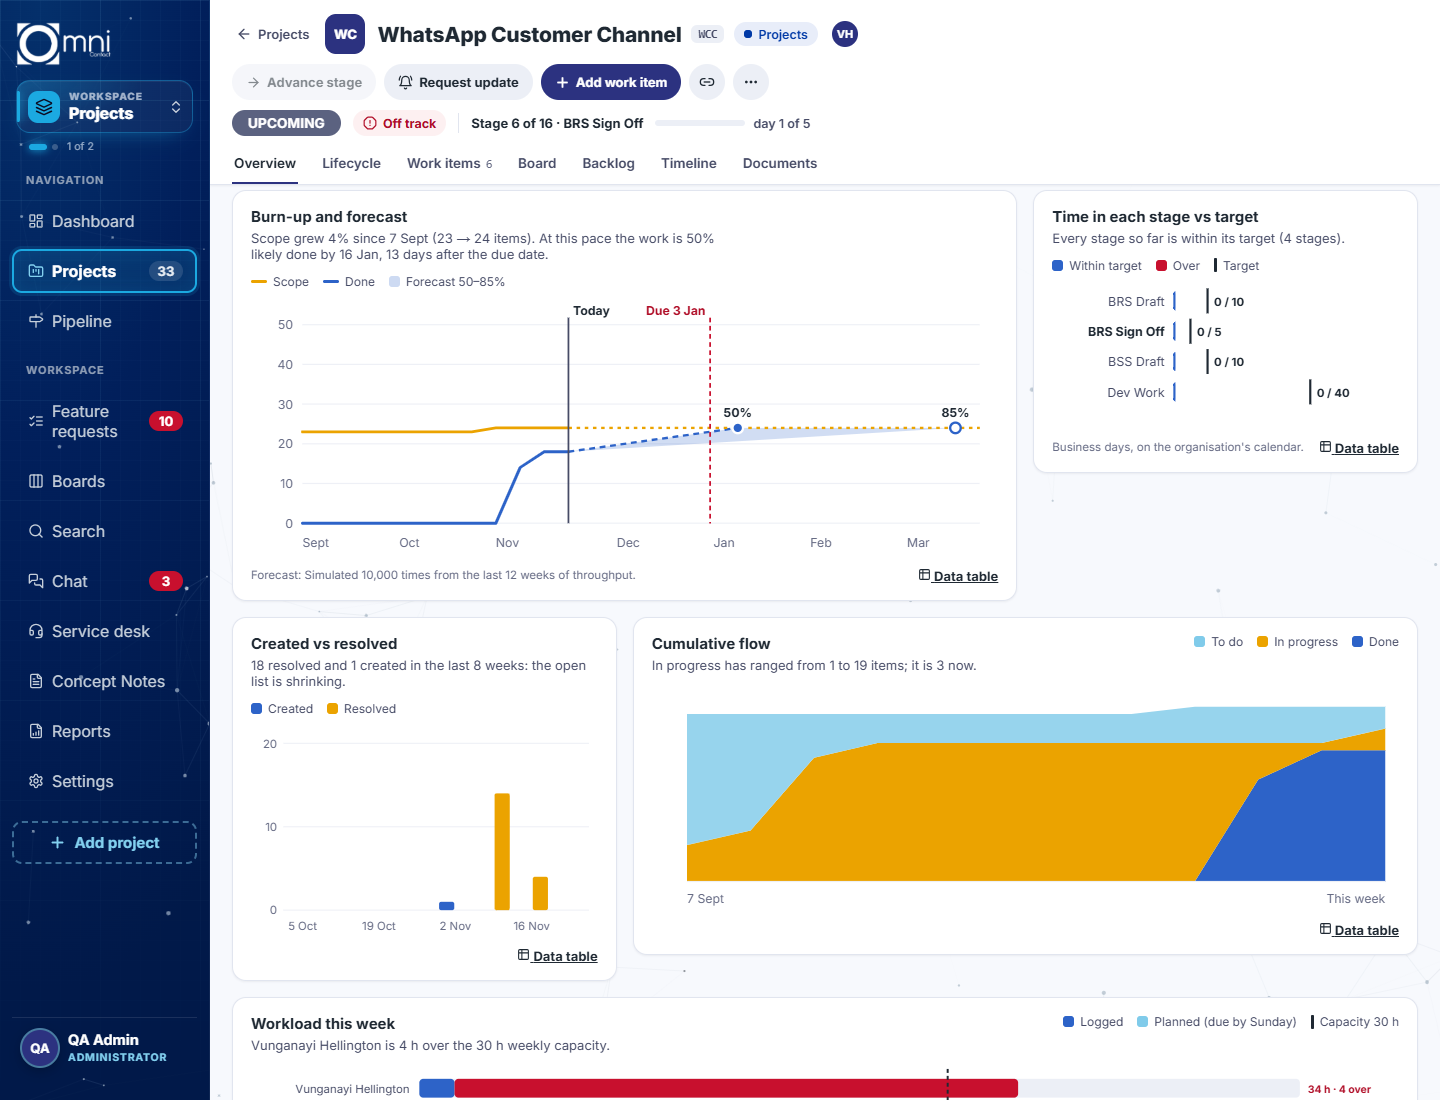 Omni
Contact
WORKSPACE
Projects
1 of 2
NAVIGATION
Dashboard
Projects 33
Pipeline
WORKSPACE
Feature requests 10
Boards
Search
Chat 3
Service desk
Concept Notes
Reports
Settings
+ Add project
QA
QA Admin
ADMINISTRATOR
← Projects
WC
WhatsApp Customer Channel
WCC
Projects
VH
→ Advance stage
Request update
+ Add work item
UPCOMING
Off track
Stage 6 of 16 · BRS Sign Off
day 1 of 5
Overview
Lifecycle
Work items 6
Board
Backlog
Timeline
Documents
Burn-up and forecast
Scope grew 4% since 7 Sept (23 → 24 items). At this pace the work is 50%
likely done by 16 Jan, 13 days after the due date.
Scope
Done
Forecast 50–85%
Today
Due 3 Jan
50
40
30
20
10
0
50%
85%
Sept
Oct
Nov
Dec
Jan
Feb
Mar
Forecast: Simulated 10,000 times from the last 12 weeks of throughput.
Data table
Time in each stage vs target
Every stage so far is within its target (4 stages).
Within target
Over
Target
BRS Draft 0 / 10
BRS Sign Off 0 / 5
BSS Draft 0 / 10
Dev Work 0 / 40
Business days, on the organisation's calendar.
Data table
Created vs resolved
18 resolved and 1 created in the last 8 weeks: the open
list is shrinking.
Created
Resolved
20
10
0
5 Oct
19 Oct
2 Nov
16 Nov
Data table
Cumulative flow
In progress has ranged from 1 to 19 items; it is 3 now.
To do
In progress
Done
7 Sept
This week
Data table
Workload this week
Vunganayi Hellington is 4 h over the 30 h weekly capacity.
Logged
Planned (due by Sunday)
Capacity 30 h
Vunganayi Hellington
34 h · 4 over